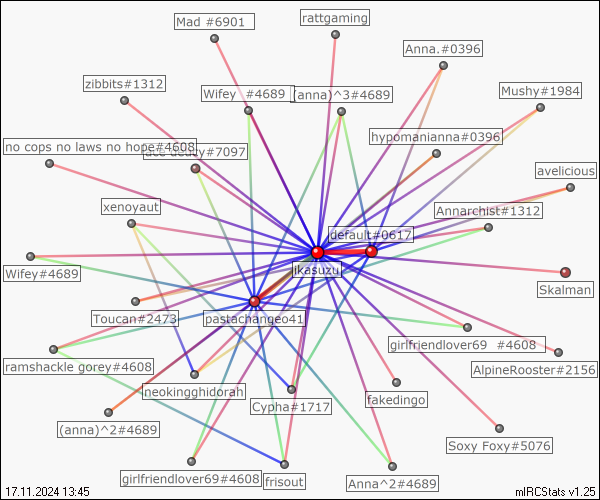 Mad #6901
rattgaming
Anna.#0396
zibbits#1312
Wifey #4689
(anna)^3#4689
Mushy#1984
hypomanianna#0396
no cops no laws no hope#4608
deputy#7097
avelicious
xenoyaut
Annarchist#1312
default#0617
Wifey#4689
ikasuzu
Skalman
Toucan#2473
pastachangeo41
girlfriendlover69 #4608
ramshackle gorey#4608
AlpineRooster#2156
neokingghidorah
Cypha#1717
fakedingo
(anna)^2#4689
Soxy Foxy#5076
girlfriendlover69#4608
frisout
Anna^2#4689
17.11.2024 13:45
mIRCStats v1.25